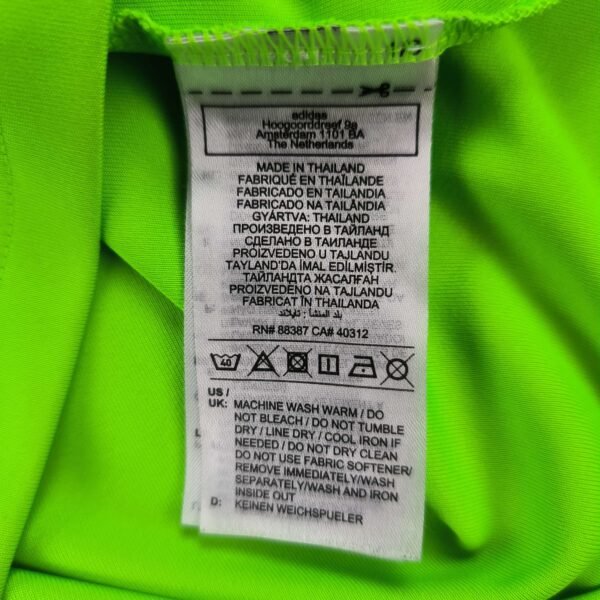 adidas
Hoogoorddreef 9a
Amsterdam 1101 BA
The Netherlands
MADE IN THAILAND
FABRIQUÉ EN THAÏLANDE
FABRICADO EN TAILANDIA
FABRICADO NA TAILÂNDIA
GYÁRTVA: THAILAND
ПРОИЗВЕДЕНО В ТАЙЛАНД
СДЕЛАНО В ТАИЛАНДЕ
PROIZVEDENO U TAJLANDU
TAYLAND'DA İMAL EDİLMİŞTİR.
ТАЙЛАНДТА ЖАСАЛҒАН
PROIZVEDENO NA TAJLANDU
FABRICAT ÎN THAILANDA
بلد المنشأ : تايلاند
RN# 88387 CA# 40312
40
US /
UK: MACHINE WASH WARM / DO
NOT BLEACH / DO NOT TUMBLE
DRY / LINE DRY / COOL IRON IF
NEEDED / DO NOT DRY CLEAN
DO NOT USE FABRIC SOFTENER/
REMOVE IMMEDIATELY/WASH
SEPARATELY/WASH AND IRON
INSIDE OUT
D: KEINEN WEICHSPUELER